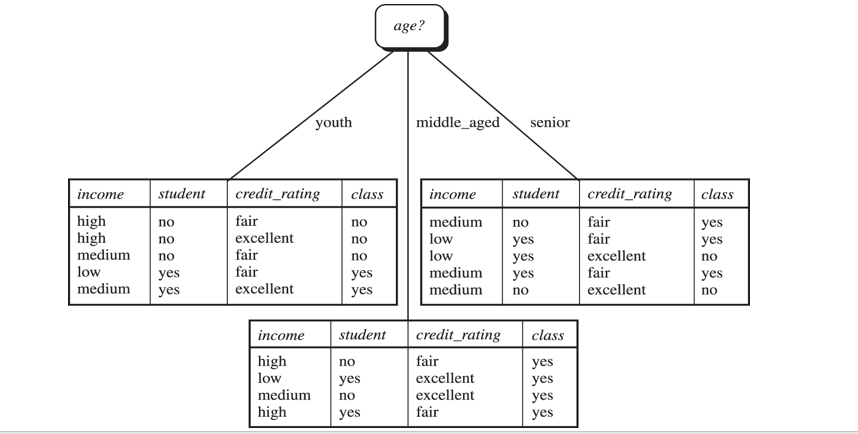 age?
youth
middle_aged
senior
income student credit_rating class
high no fair no
high no excellent no
medium no fair no
low yes fair yes
medium yes excellent yes
income student credit_rating class
medium no fair yes
low yes fair yes
low yes excellent no
medium yes fair yes
medium no excellent no
income student credit_rating class
high no fair yes
low yes excellent yes
medium no excellent yes
high yes fair yes